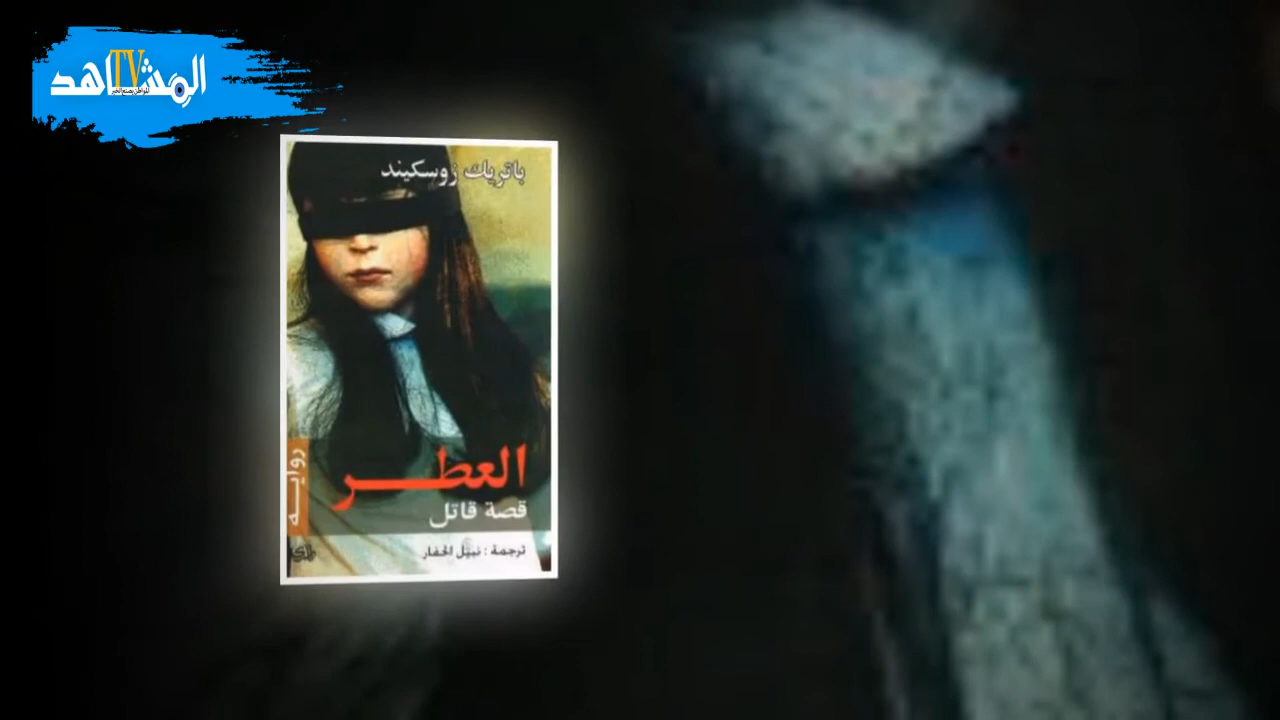 المشاهد
TV
باتريك زوسكيند
رواية
العطر
قصة قاتل
ترجمة : نبيل الحفار